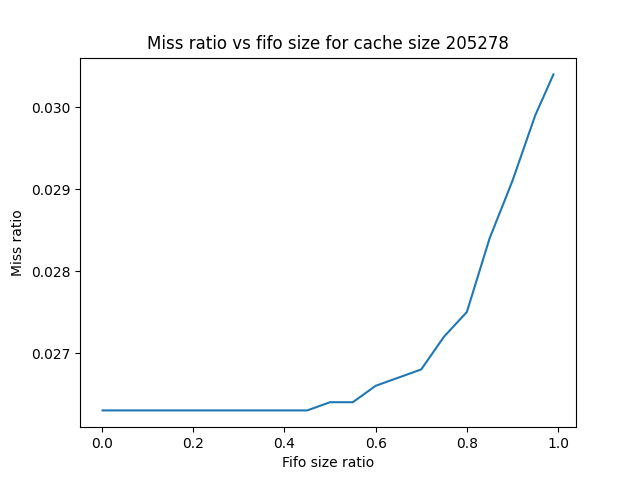 Miss ratio vs fifo size for cache size 205278
0.030
0.029
0.028
0.027
Miss ratio
0.0 0.2 0.4 0.6 0.8 1.0
Fifo size ratio